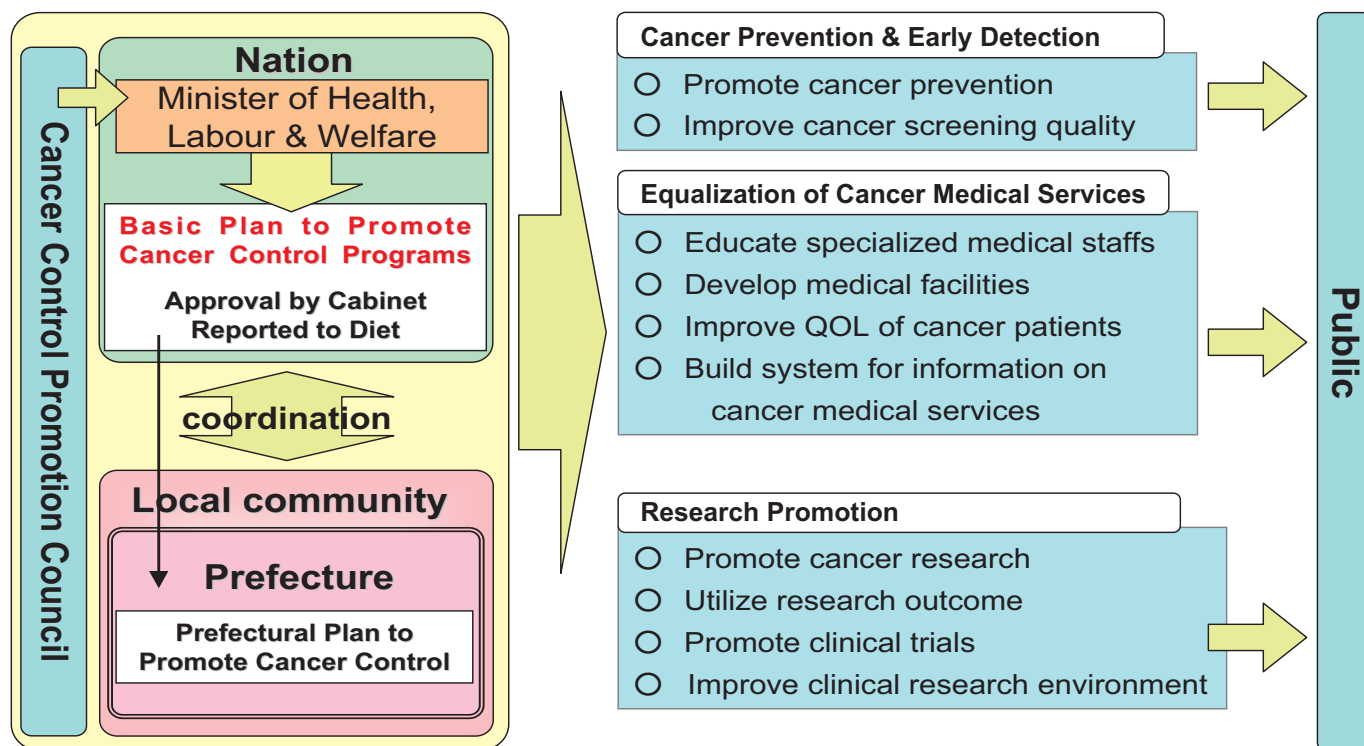 Cancer Control Promotion Council
Nation
Minister of Health,
Labour & Welfare
Basic Plan to Promote
Cancer Control Programs
Approval by Cabinet
Reported to Diet
coordination
Local community
Prefecture
Prefectural Plan to
Promote Cancer Control
Cancer Prevention & Early Detection
Promote cancer prevention
Improve cancer screening quality
Equalization of Cancer Medical Services
Educate specialized medical staffs
Develop medical facilities
Improve QOL of cancer patients
Build system for information on
cancer medical services
Research Promotion
Promote cancer research
Utilize research outcome
Promote clinical trials
Improve clinical research environment
Public